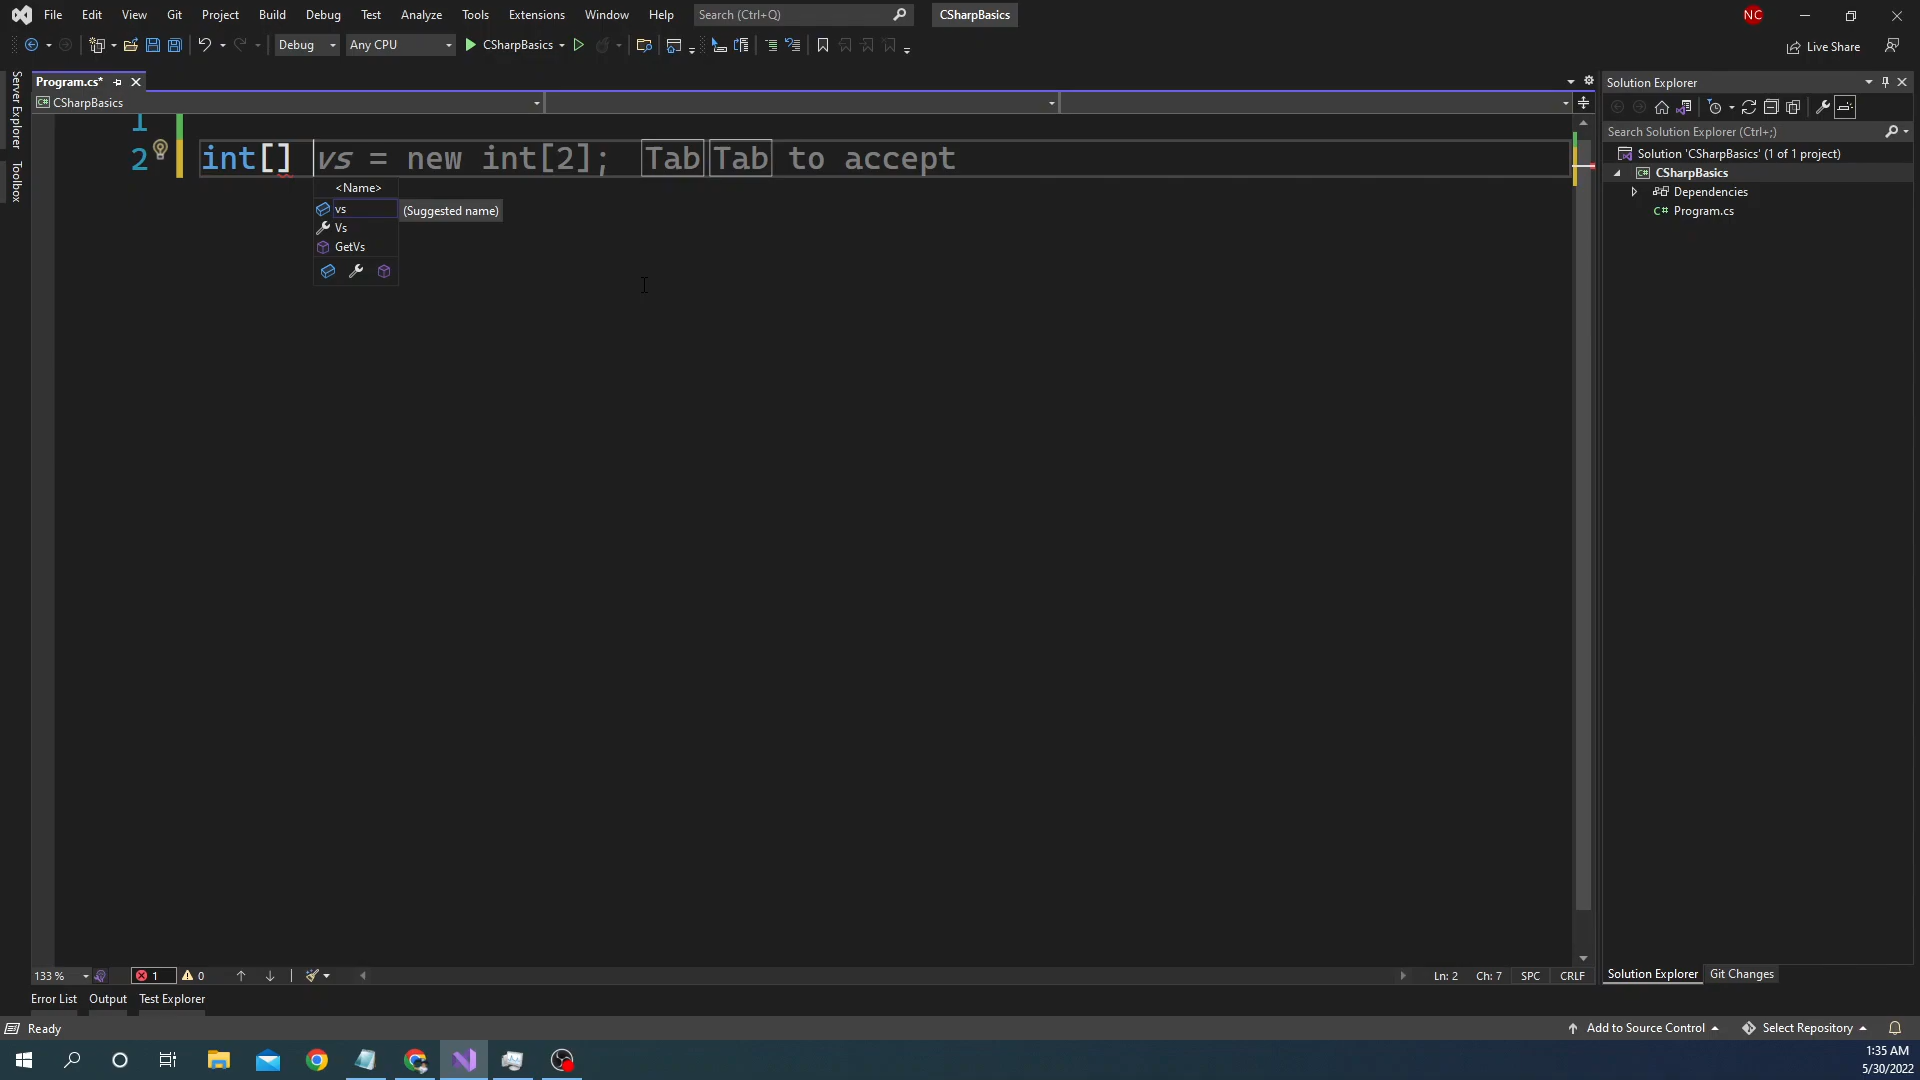 File Edit View Git Project Build Debug Test Analyze Tools Extensions Window Help Search (Ctrl+Q) CSharpBasics NC
Debug Any CPU CSharpBasics Live Share
Server Explorer
Toolbox
Program.cs*
C# CSharpBasics
1
2 int[] vs = new int[2]; Tab Tab to accept
<Name>
vs (Suggested name)
Vs
GetVs
Solution Explorer
Search Solution Explorer (Ctrl+;)
Solution 'CSharpBasics' (1 of 1 project)
C# CSharpBasics
Dependencies
C# Program.cs
133 % 1 0 Ln: 2 Ch: 7 SPC CRLF
Solution Explorer Git Changes
Error List Output Test Explorer
Ready Add to Source Control Select Repository
1:35 AM
5/30/2022